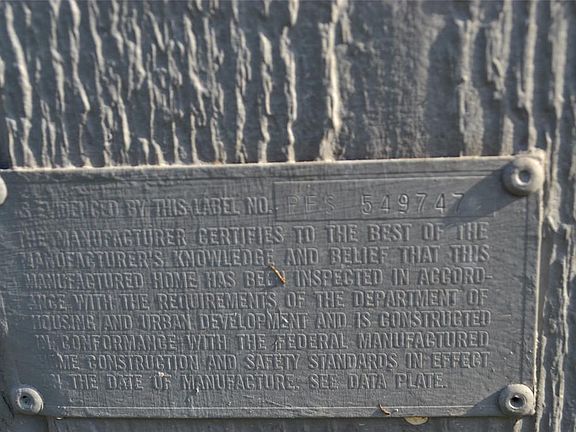 AS EVIDENCED BY THIS LABEL NO. PFS 549747
THE MANUFACTURER CERTIFIES TO THE BEST OF THE
MANUFACTURER'S KNOWLEDGE AND BELIEF THAT THIS
MANUFACTURED HOME HAS BEEN INSPECTED IN ACCORD-
ANCE WITH THE REQUIREMENTS OF THE DEPARTMENT OF
HOUSING AND URBAN DEVELOPMENT AND IS CONSTRUCTED
IN CONFORMANCE WITH THE FEDERAL MANUFACTURED
HOME CONSTRUCTION AND SAFETY STANDARDS IN EFFECT
ON THE DATE OF MANUFACTURE. SEE DATA PLATE.